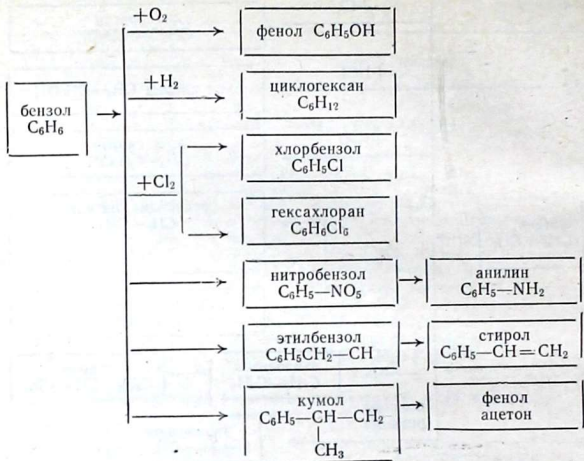 +O₂
фенол C₆H₅OH
+H₂
циклогексан
C₆H₁₂
бензол
C₆H₆
хлорбензол
C₆H₅Cl
+Cl₂
гексахлоран
C₆H₆Cl₆
нитробензол
C₆H₅—NO₅
анилин
C₆H₅—NH₂
этилбензол
C₆H₅CH₂—CH
стирол
C₆H₅—CH=CH₂
кумол
C₆H₅—CH—CH₂
CH₃
фенол
ацетон